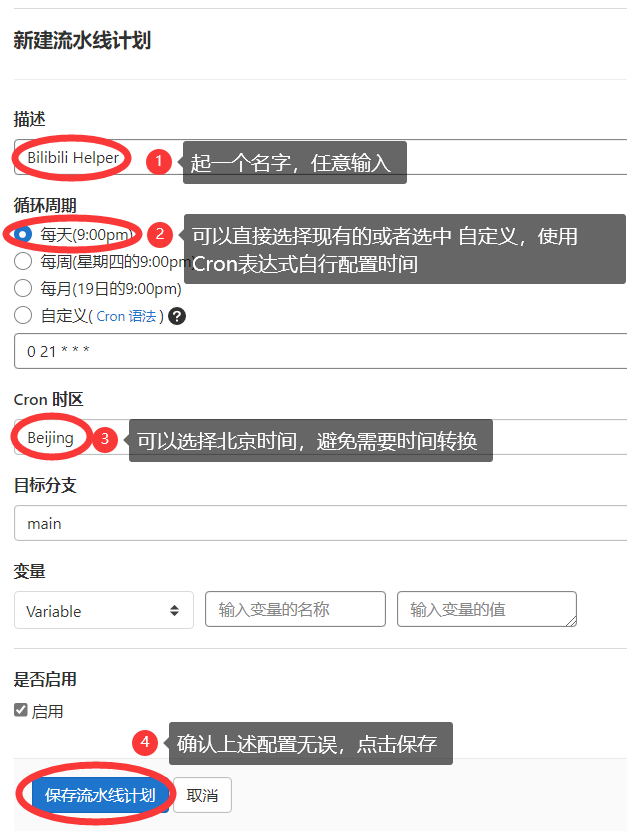 新建流水线计划
描述
Bilibili Helper
1
起一个名字，任意输入
循环周期
每天(9:00pm)
2
可以直接选择现有的或者选中 自定义，使用
Cron表达式自行配置时间
每周(星期四的9:00pm)
每月(19日的9:00pm)
自定义( Cron 语法 ) ?
0 21 * * *
Cron 时区
Beijing
3
可以选择北京时间，避免需要时间转换
目标分支
main
变量
Variable
输入变量的名称
输入变量的值
是否启用
启用
4
确认上述配置无误，点击保存
保存流水线计划
取消